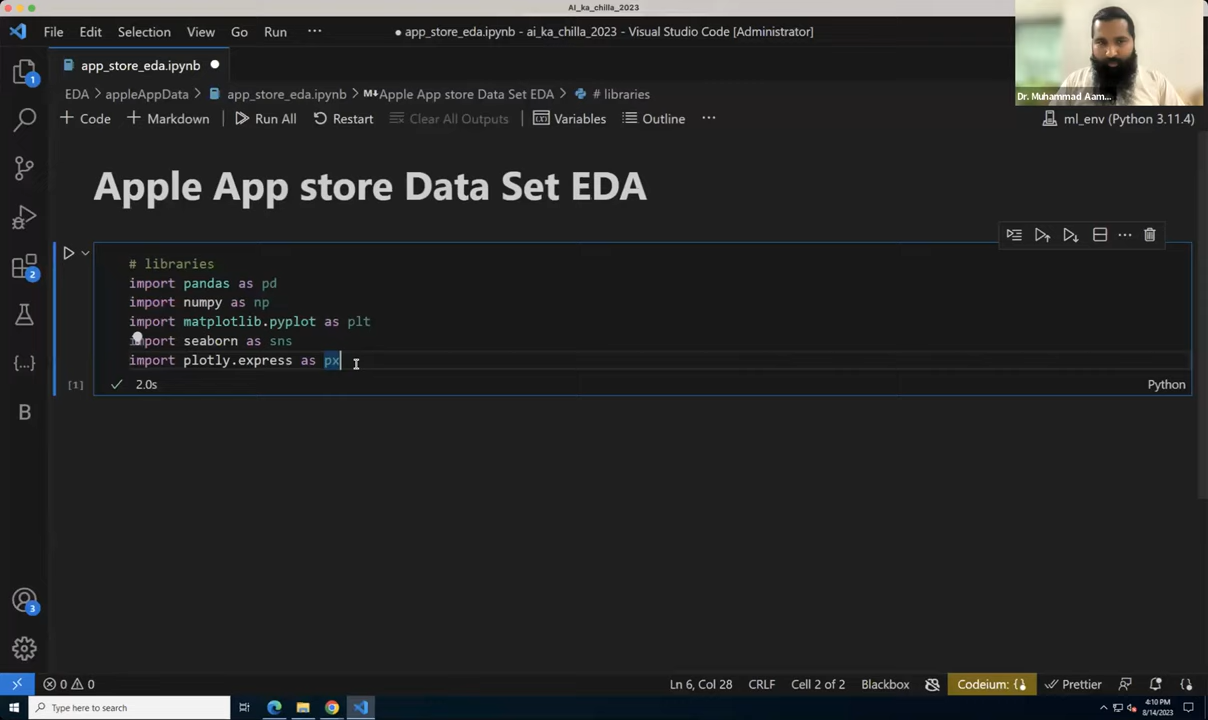 AI_ka_chilla_2023
File Edit Selection View Go Run ···
● app_store_eda.ipynb - ai_ka_chilla_2023 - Visual Studio Code [Administrator]
app_store_eda.ipynb
EDA > appleAppData > app_store_eda.ipynb > M↓Apple App store Data Set EDA > # libraries
+ Code + Markdown Run All Restart Clear All Outputs Variables Outline ···
ml_env (Python 3.11.4)
Dr. Muhammad Aam...
Apple App store Data Set EDA
# libraries
import pandas as pd
import numpy as np
import matplotlib.pyplot as plt
import seaborn as sns
import plotly.express as px
[1] ✓ 2.0s Python
1
2
{...}
B
3
0 0 Ln 6, Col 28 CRLF Cell 2 of 2 Blackbox Codeium: {} Prettier
Type here to search
4:10 PM
8/14/2023